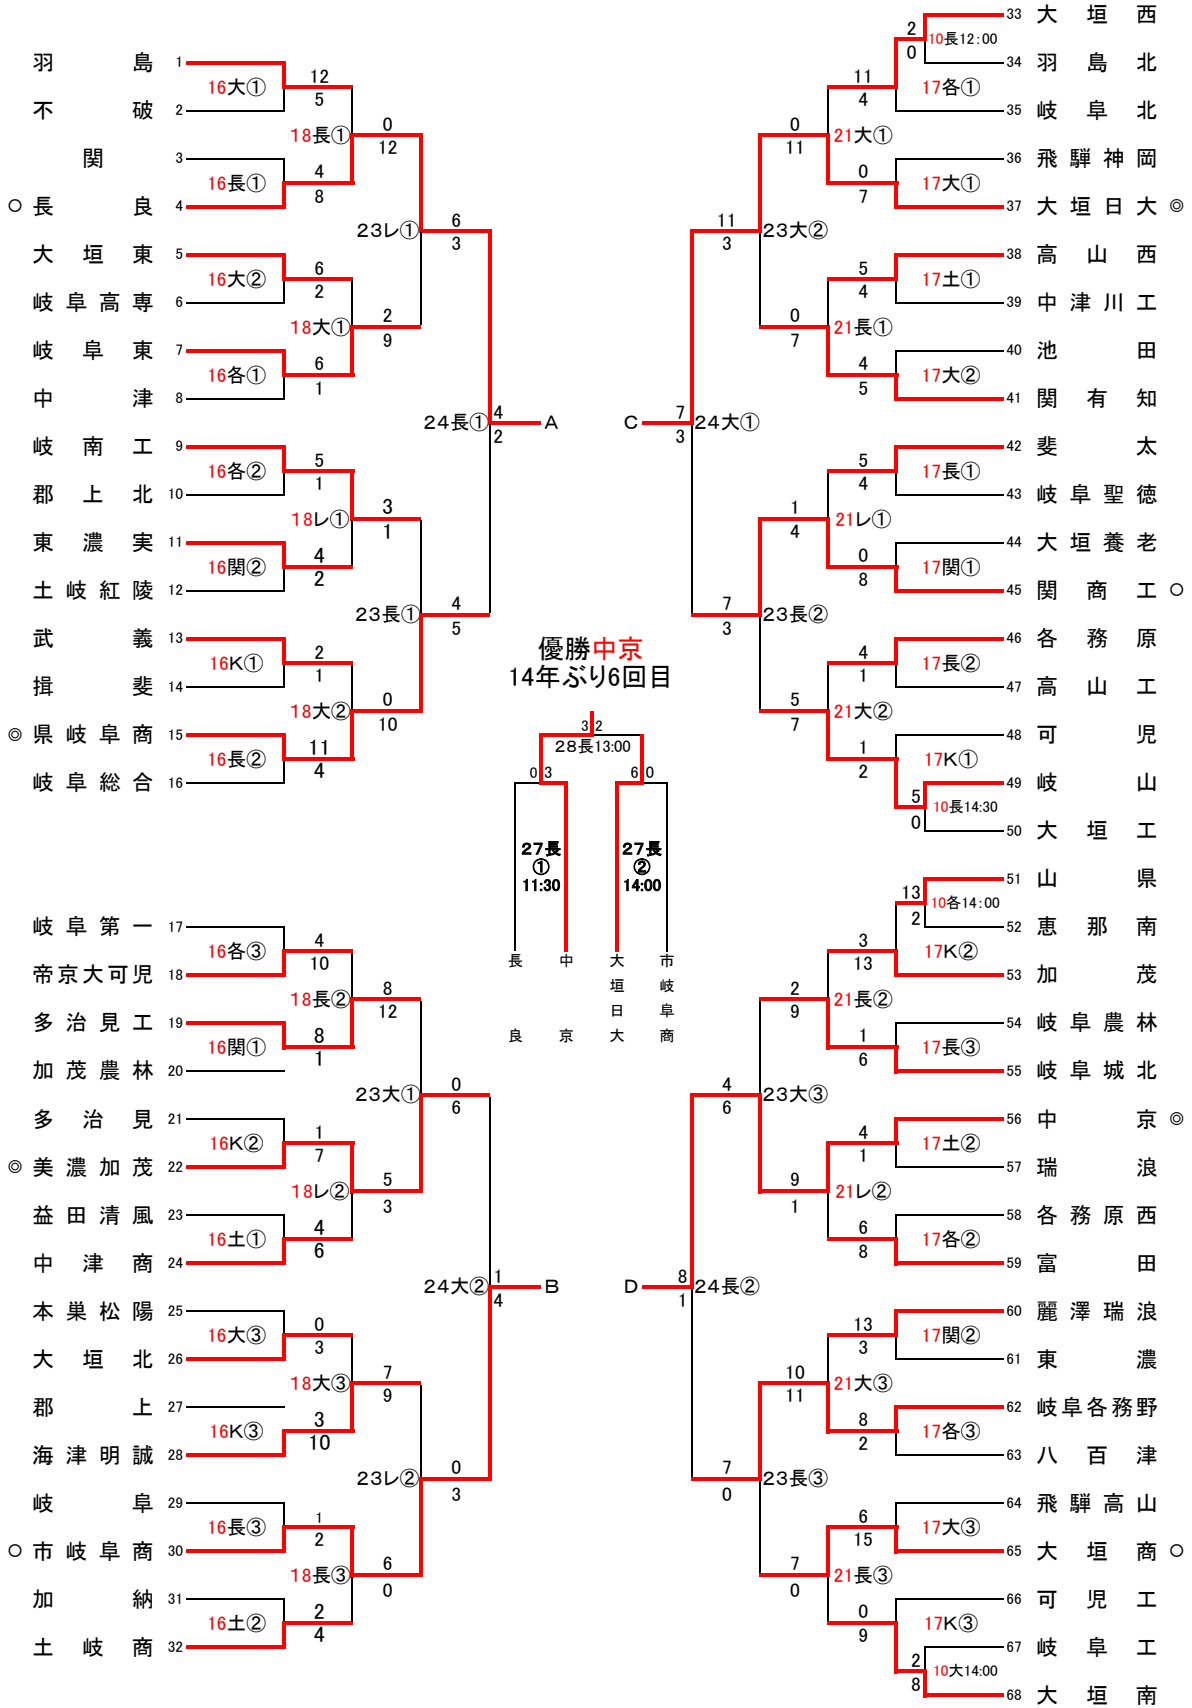 羽島 1
12
16大①
5
不破 2
0
18長①
12
関 3
4
16長①
8
○ 長良 4
6
23レ①
3
大垣東 5
6
16大②
2
岐阜高専 6
2
18大①
9
岐阜東 7
6
16各①
1
中津 8
4
24長① A
2
岐南工 9
5
16各②
1
郡上北 10
3
18レ①
1
東濃実 11
4
16関②
2
土岐紅陵 12
4
23長①
5
武義 13
2
16K①
1
揖斐 14
0
18大②
10
◎ 県岐阜商 15
11
16長②
4
岐阜総合 16
岐阜第一 17
4
16各③
10
帝京大可児 18
8
18長②
12
多治見工 19
8
16関①
1
加茂農林 20
0
23大①
6
多治見 21
1
16K②
7
◎ 美濃加茂 22
5
18レ②
3
益田清風 23
4
16土①
6
中津商 24
1
24大② B
4
本巣松陽 25
0
16大③
3
大垣北 26
7
18大③
9
郡上 27
3
16K③
10
海津明誠 28
0
23レ②
3
岐阜 29
1
16長③
2
○ 市岐阜商 30
6
18長③
0
加納 31
2
16土②
4
土岐商 32
優勝中京
14年ぶり6回目
3 2
28長13:00
0 3
6 0
27長
①
11:30
27長
②
14:00
長良
中京
大垣日大
市岐阜商
33 大垣西
2
10長12:00
0
34 羽島北
11
17各①
4
35 岐阜北
0
21大①
11
36 飛騨神岡
0
17大①
7
37 大垣日大 ◎
11
23大②
3
38 高山西
5
17土①
4
39 中津川工
0
21長①
7
40 池田
4
17大②
5
41 関有知
7
C 24大①
3
42 斐太
5
17長①
4
43 岐阜聖徳
1
21レ①
4
44 大垣養老
0
17関①
8
45 関商工 ○
7
23長②
3
46 各務原
4
17長②
1
47 高山工
5
21大②
7
48 可児
1
17K①
2
49 岐山
5
10長14:30
0
50 大垣工
51 山県
13
10各14:00
2
52 恵那南
3
17K②
13
53 加茂
2
21長②
9
54 岐阜農林
1
17長③
6
55 岐阜城北
4
23大③
6
56 中京 ◎
4
17土②
1
57 瑞浪
9
21レ②
1
58 各務原西
6
17各②
8
59 富田
8
D 24長②
1
60 麗澤瑞浪
13
17関②
3
61 東濃
10
21大③
11
62 岐阜各務野
8
17各③
2
63 八百津
7
23長③
0
64 飛騨高山
6
17大③
15
65 大垣商 ○
7
21長③
0
66 可児工
0
17K③
9
67 岐阜工
2
10大14:00
8
68 大垣南